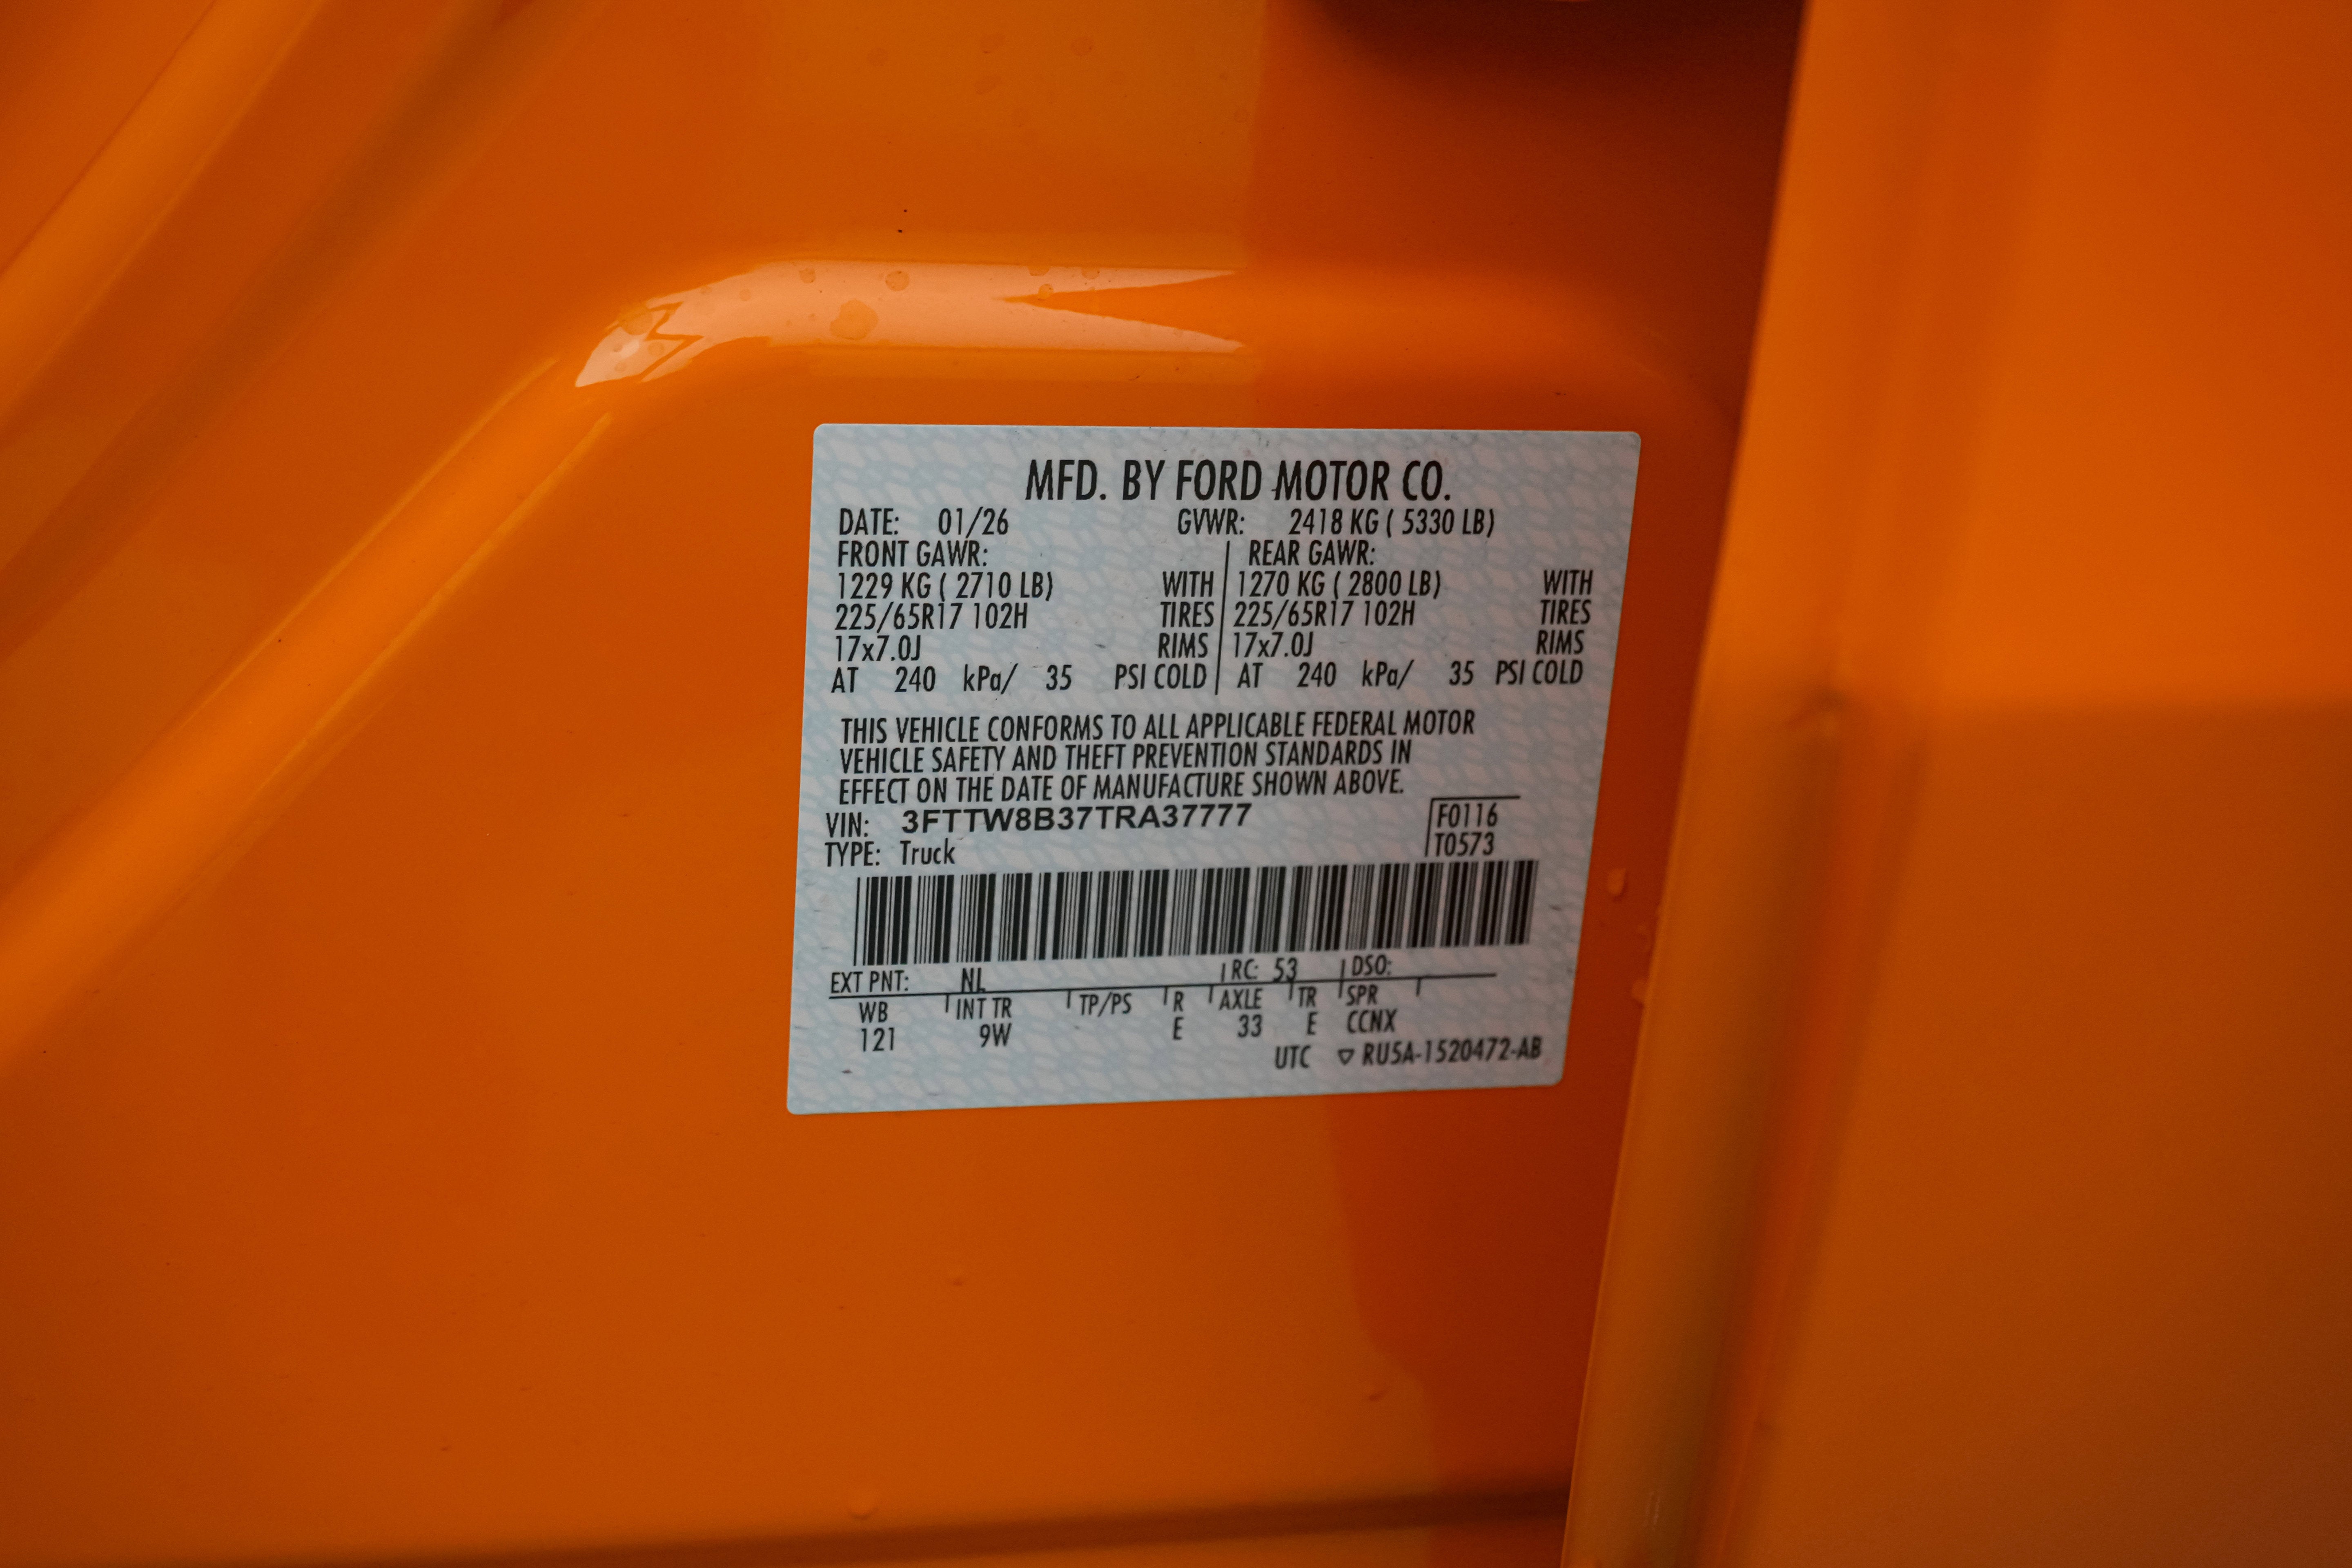 MFD. BY FORD MOTOR CO.
DATE: 01/26 GVWR: 2418 KG ( 5330 LB)
FRONT GAWR: REAR GAWR:
1229 KG ( 2710 LB) WITH 1270 KG ( 2800 LB) WITH
225/65R17 102H TIRES 225/65R17 102H TIRES
17x7.0J RIMS 17x7.0J RIMS
AT 240 kPa/ 35 PSI COLD AT 240 kPa/ 35 PSI COLD
THIS VEHICLE CONFORMS TO ALL APPLICABLE FEDERAL MOTOR
VEHICLE SAFETY AND THEFT PREVENTION STANDARDS IN
EFFECT ON THE DATE OF MANUFACTURE SHOWN ABOVE.
VIN: 3FTTW8B37TRA37777 F0116
TYPE: Truck T0573
EXT PNT: NL RC: 53 DSO:
WB INT TR TP/PS R AXLE TR SPR
121 9W E 33 E CCNX
UTC ▽ RU5A-1520472-AB